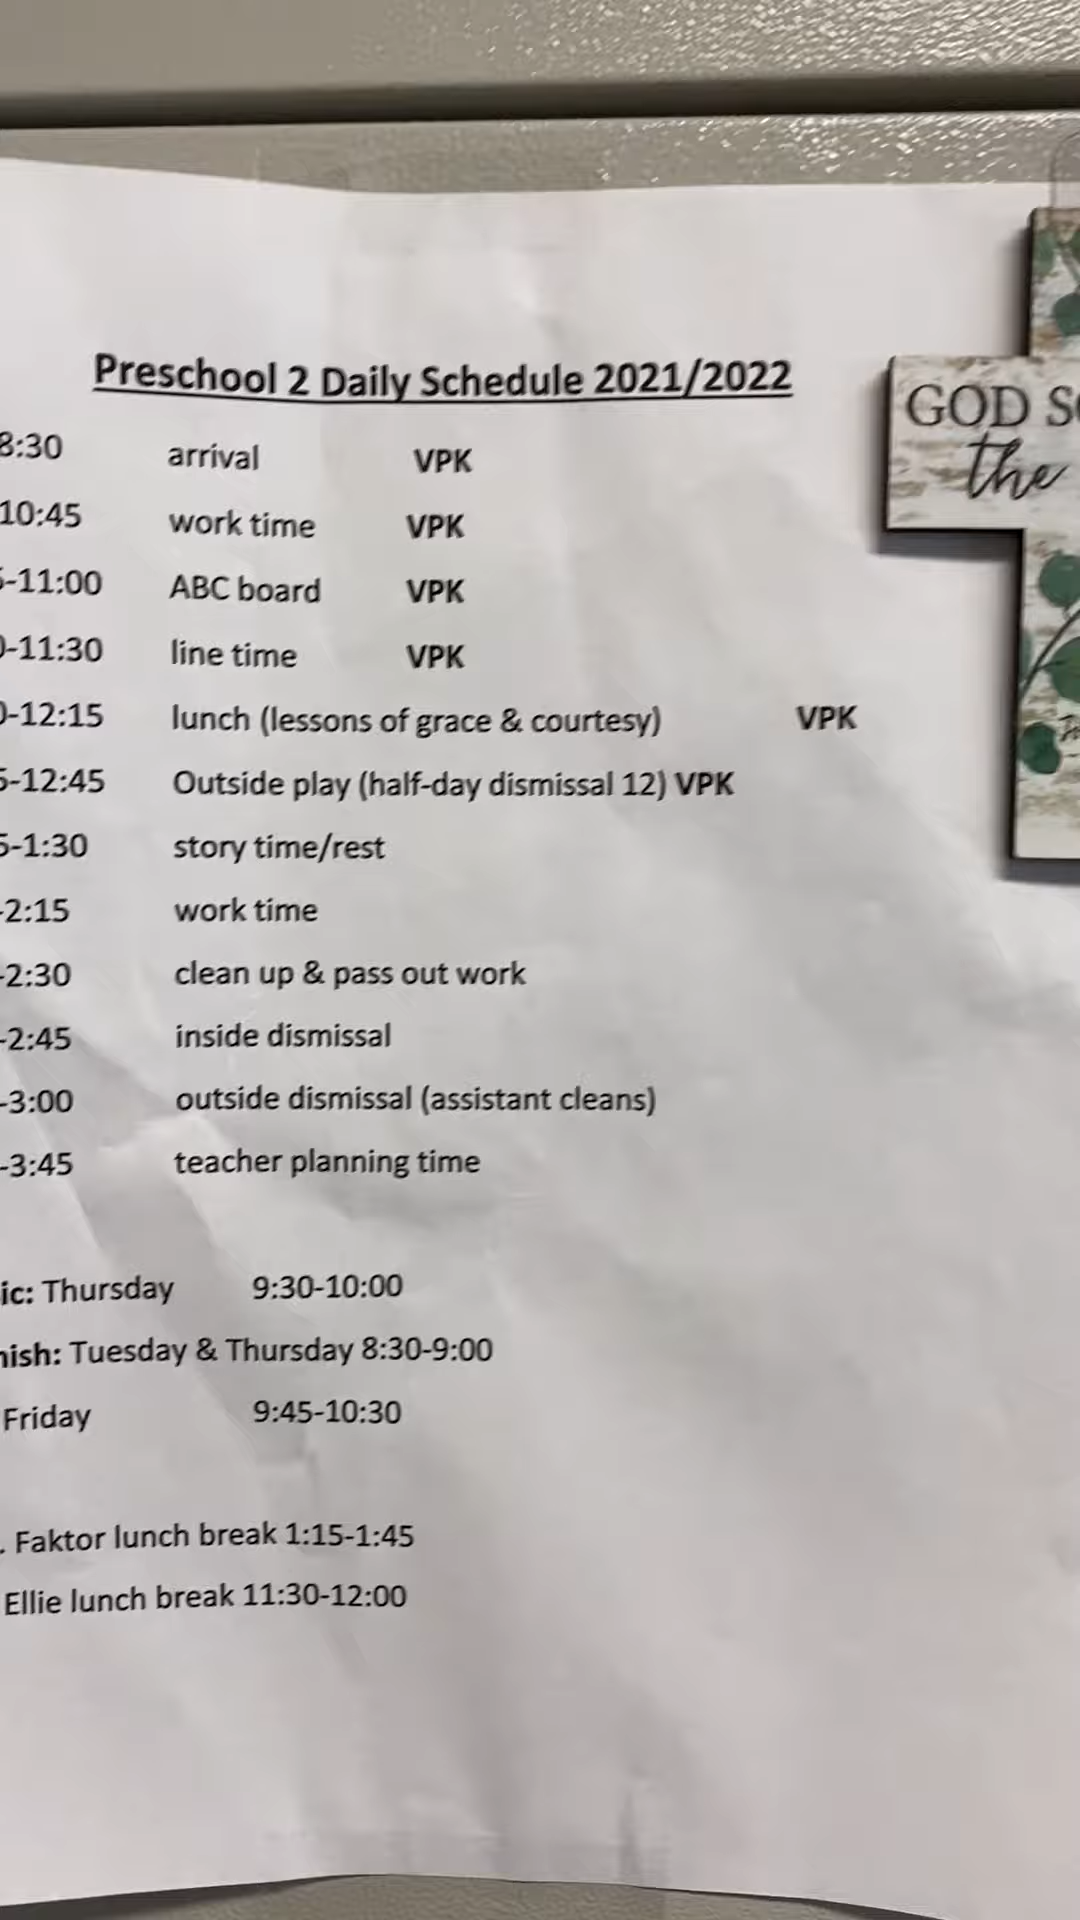 Preschool 2 Daily Schedule 2021/2022
8:30 arrival VPK
10:45 work time VPK
-11:00 ABC board VPK
-11:30 line time VPK
-12:15 lunch (lessons of grace & courtesy) VPK
-12:45 Outside play (half-day dismissal 12) VPK
-1:30 story time/rest
-2:15 work time
-2:30 clean up & pass out work
-2:45 inside dismissal
-3:00 outside dismissal (assistant cleans)
-3:45 teacher planning time
Thursday 9:30-10:00
Tuesday & Thursday 8:30-9:00
Friday 9:45-10:30
. Faktor lunch break 1:15-1:45
Ellie lunch break 11:30-12:00
GOD
the